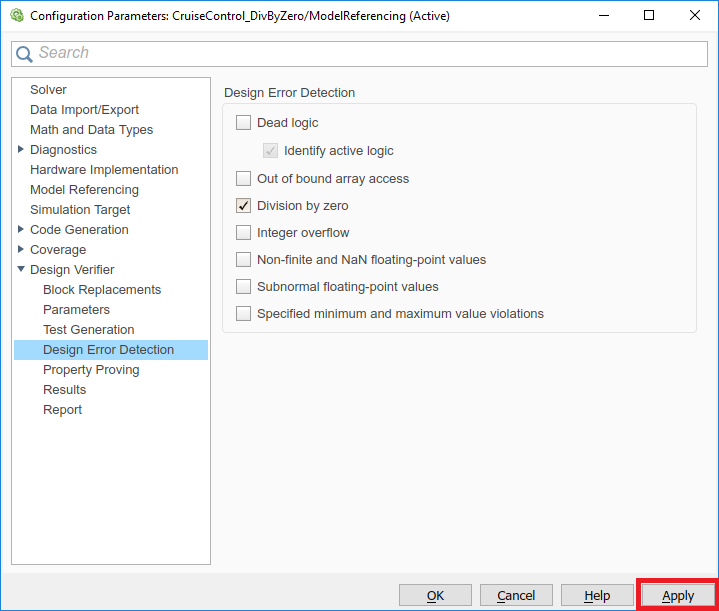 Configuration Parameters: CruiseControl_DivByZero/ModelReferencing (Active)
Search
Solver
Data Import/Export
Math and Data Types
Diagnostics
Hardware Implementation
Model Referencing
Simulation Target
Code Generation
Coverage
Design Verifier
Block Replacements
Parameters
Test Generation
Design Error Detection
Property Proving
Results
Report
Design Error Detection
Dead logic
Identify active logic
Out of bound array access
Division by zero
Integer overflow
Non-finite and NaN floating-point values
Subnormal floating-point values
Specified minimum and maximum value violations
OK Cancel Help Apply